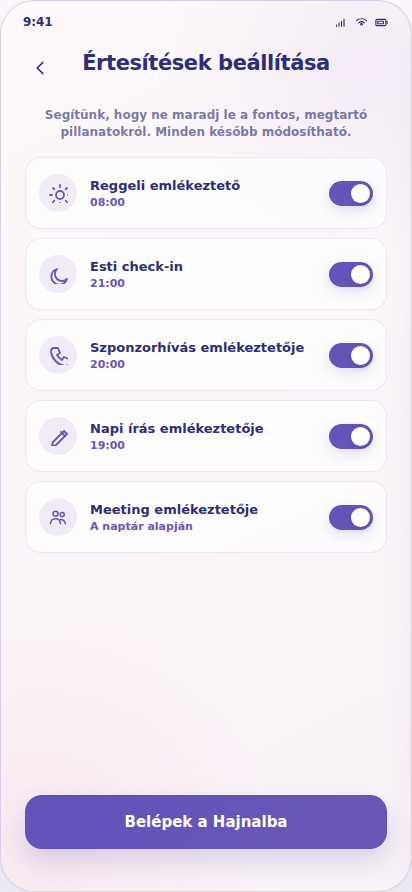 9:41
Értesítések beállítása
Segítünk, hogy ne maradj le a fontos, megtartó
pillanatokról. Minden később módosítható.
Reggeli emlékeztető
08:00
Esti check-in
21:00
Szponzorhívás emlékeztetője
20:00
Napi írás emlékeztetője
19:00
Meeting emlékeztetője
A naptár alapján
Belépek a Hajnalba